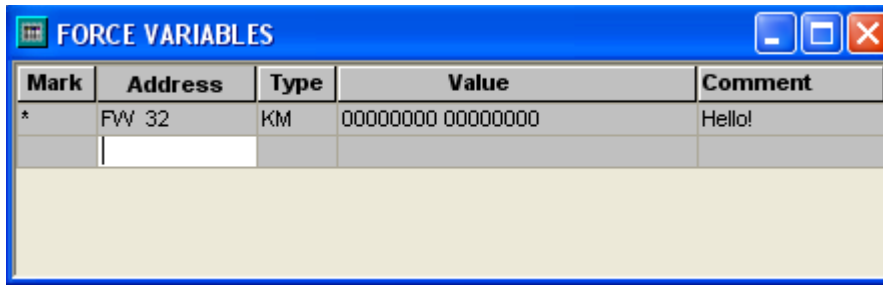 FORCE VARIABLES
Mark Address Type Value Comment
* FW 32 KM 00000000 00000000 Hello!